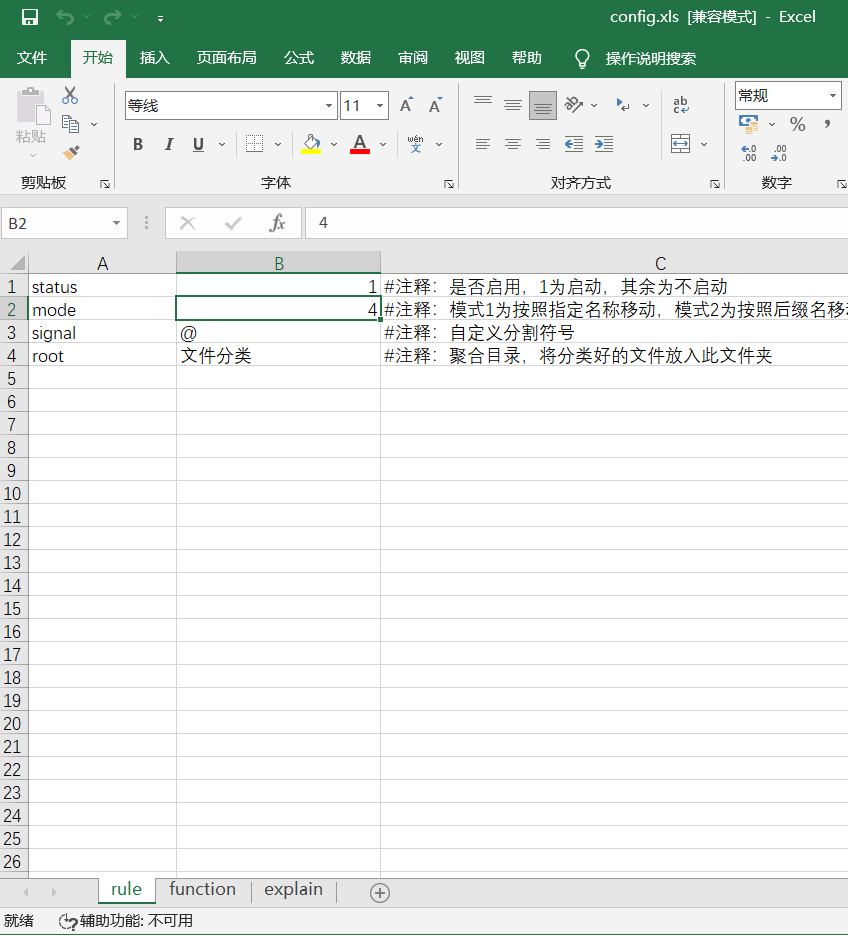 config.xls [兼容模式] - Excel
文件 开始 插入 页面布局 公式 数据 审阅 视图 帮助 操作说明搜索
等线 11 A A ab c 常规
粘贴 B I U A wén 文 % , .0 .00 .00 .0
剪贴板 字体 对齐方式 数字
B2 fx 4
A B C
1 status 1 #注释：是否启用，1为启动，其余为不启动
2 mode 4 #注释：模式1为按照指定名称移动，模式2为按照后缀名移
3 signal @ #注释：自定义分割符号
4 root 文件分类 #注释：聚合目录，将分类好的文件放入此文件夹
5
6
7
8
9
10
11
12
13
14
15
16
17
18
19
20
21
22
23
24
25
26
rule function explain
就绪 辅助功能: 不可用